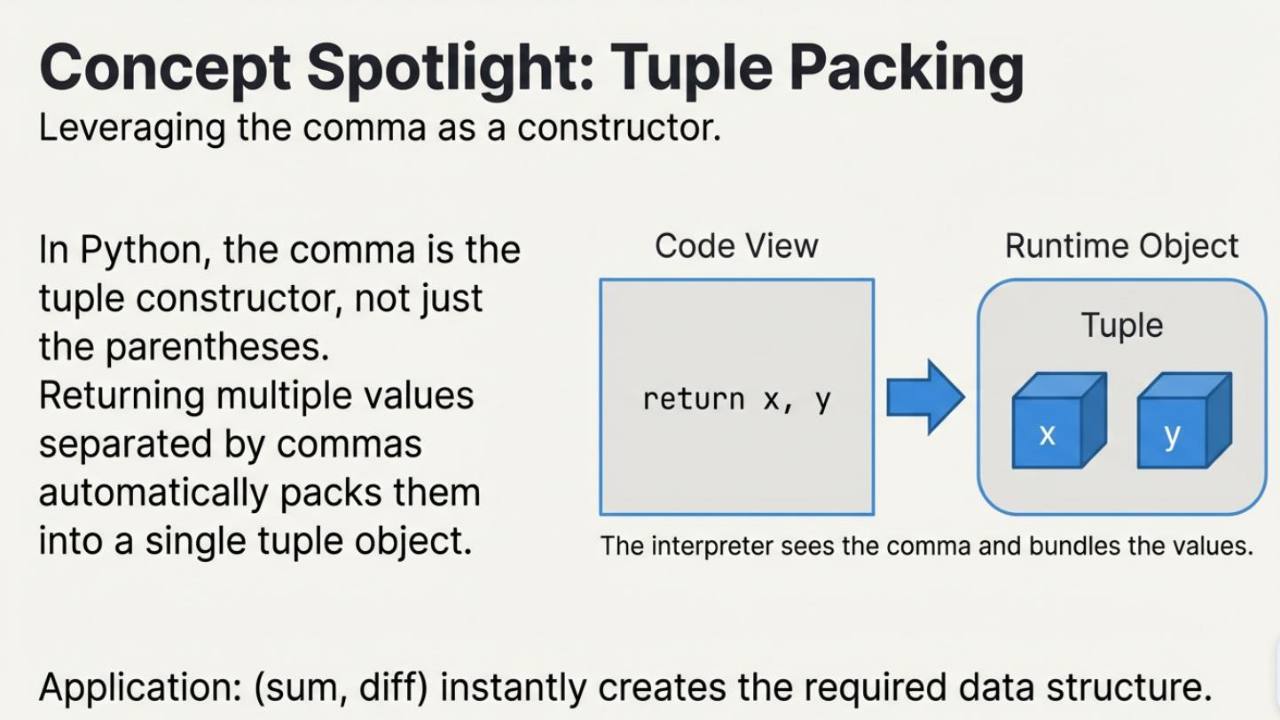 Concept Spotlight: Tuple Packing
Leveraging the comma as a constructor.
In Python, the comma is the
tuple constructor, not just
the parentheses.
Returning multiple values
separated by commas
automatically packs them
into a single tuple object.
Code View
return x, y
Runtime Object
Tuple
x
y
The interpreter sees the comma and bundles the values.
Application: (sum, diff) instantly creates the required data structure.